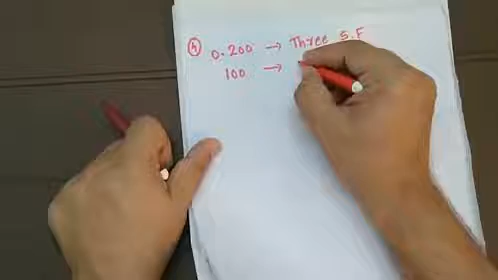 ④ 0.200 → Three S.F
100 →